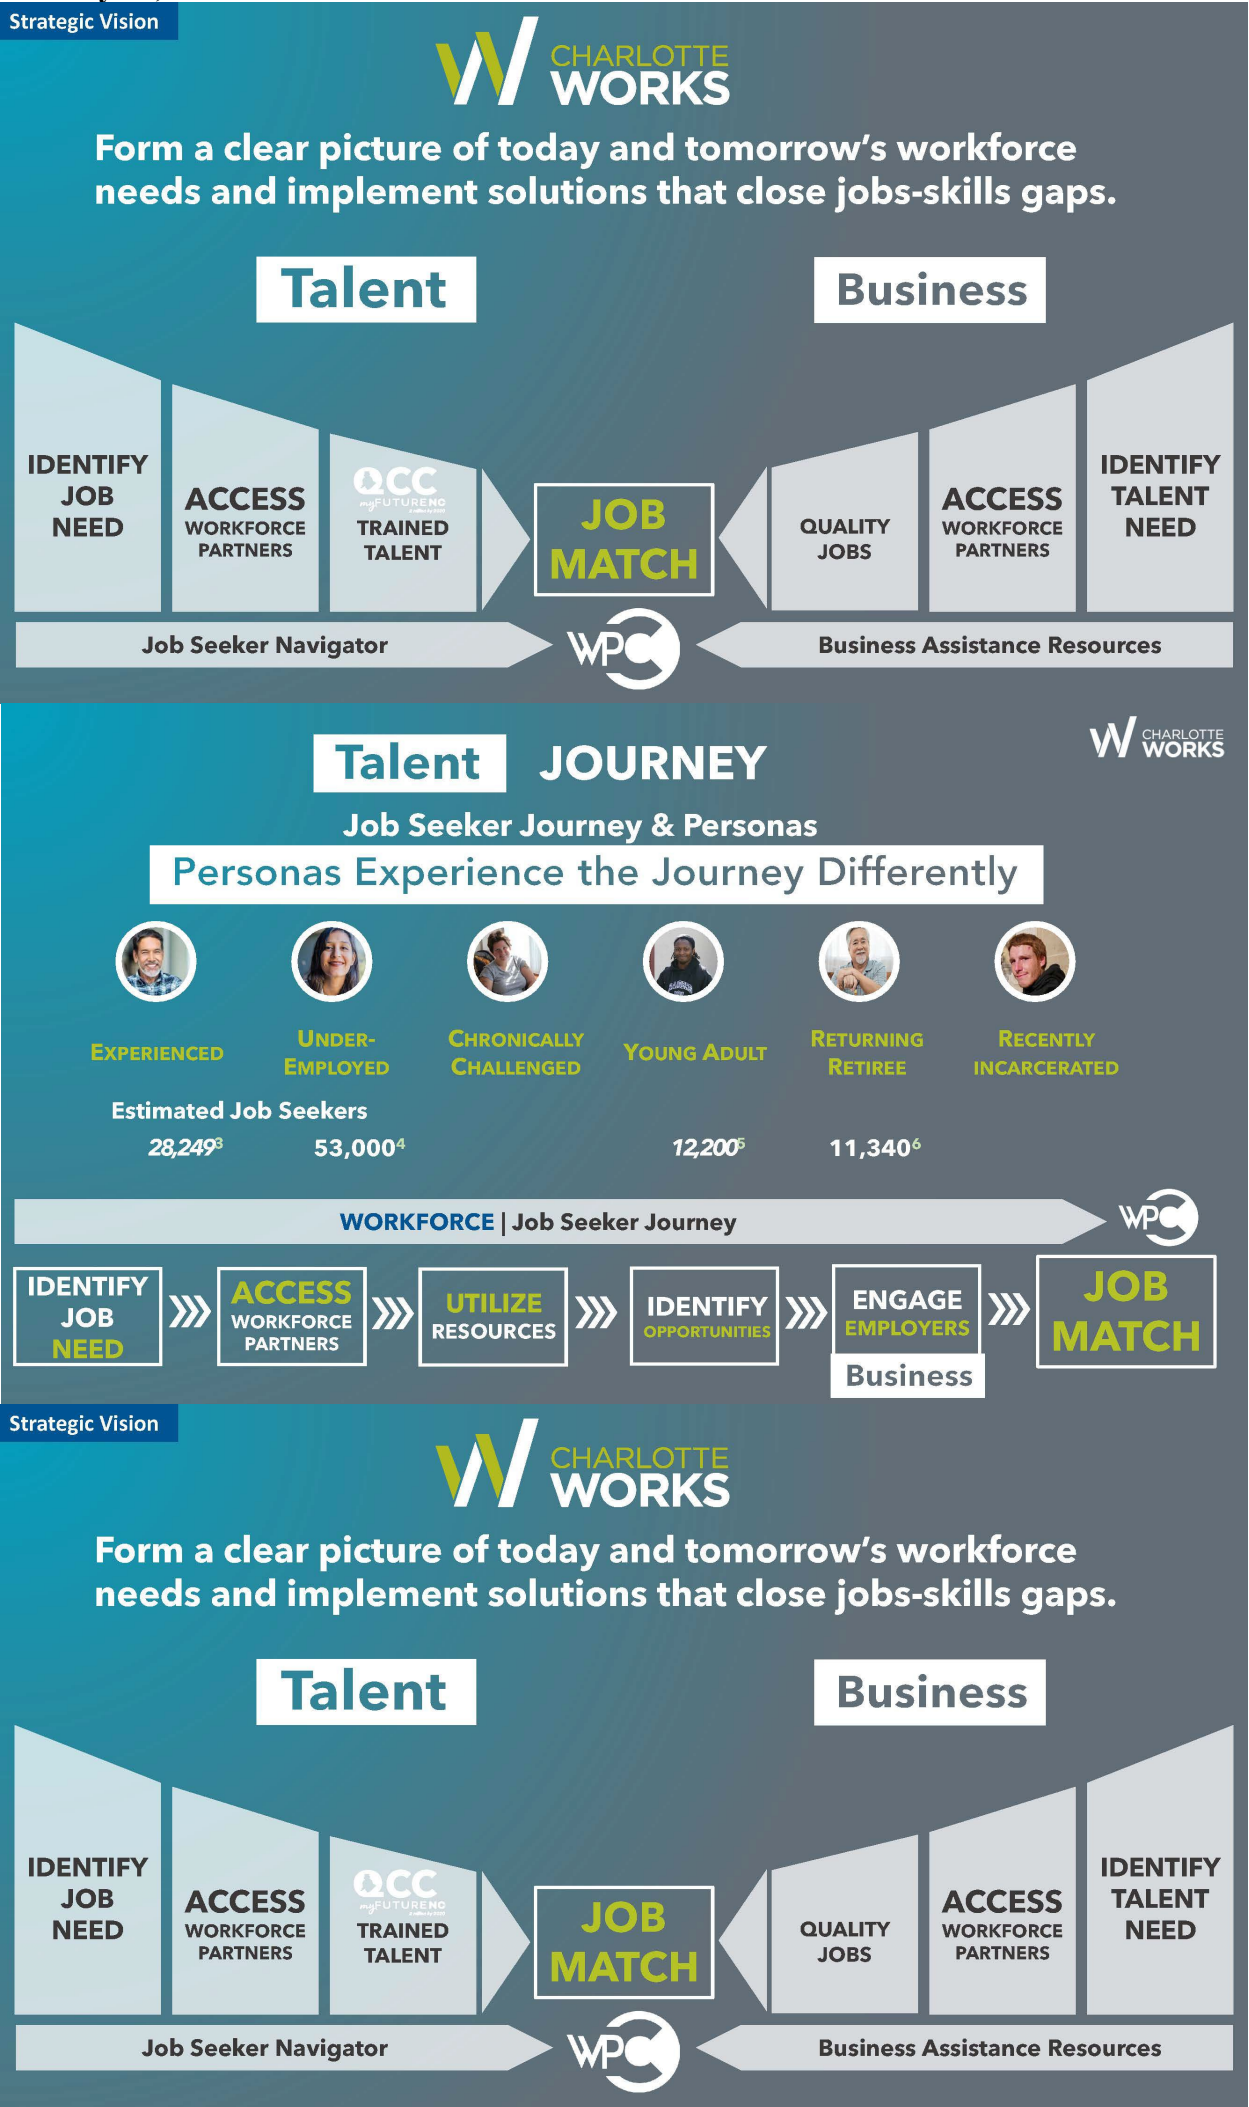 Strategic Vision
CHARLOTTE
WORKS
Form a clear picture of today and tomorrow's workforce
needs and implement solutions that close jobs-skills gaps.
Talent
Business
IDENTIFY
JOB
NEED
ACCESS
WORKFORCE
PARTNERS
QCC
myFUTURENC
TRAINED
TALENT
JOB
MATCH
QUALITY
JOBS
ACCESS
WORKFORCE
PARTNERS
IDENTIFY
TALENT
NEED
Job Seeker Navigator
WPC
Business Assistance Resources
Talent JOURNEY
CHARLOTTE
WORKS
Job Seeker Journey & Personas
Personas Experience the Journey Differently
EXPERIENCED
UNDER-
EMPLOYED
CHRONICALLY
CHALLENGED
YOUNG ADULT
RETURNING
RETIREE
RECENTLY
INCARCERATED
Estimated Job Seekers
28,249³
53,000⁴
12,200⁵
11,340⁶
WORKFORCE | Job Seeker Journey
WPC
IDENTIFY
JOB
NEED
ACCESS
WORKFORCE
PARTNERS
UTILIZE
RESOURCES
IDENTIFY
OPPORTUNITIES
ENGAGE
EMPLOYERS
Business
JOB
MATCH
Strategic Vision
CHARLOTTE
WORKS
Form a clear picture of today and tomorrow's workforce
needs and implement solutions that close jobs-skills gaps.
Talent
Business
IDENTIFY
JOB
NEED
ACCESS
WORKFORCE
PARTNERS
QCC
myFUTURENC
TRAINED
TALENT
JOB
MATCH
QUALITY
JOBS
ACCESS
WORKFORCE
PARTNERS
IDENTIFY
TALENT
NEED
Job Seeker Navigator
WPC
Business Assistance Resources